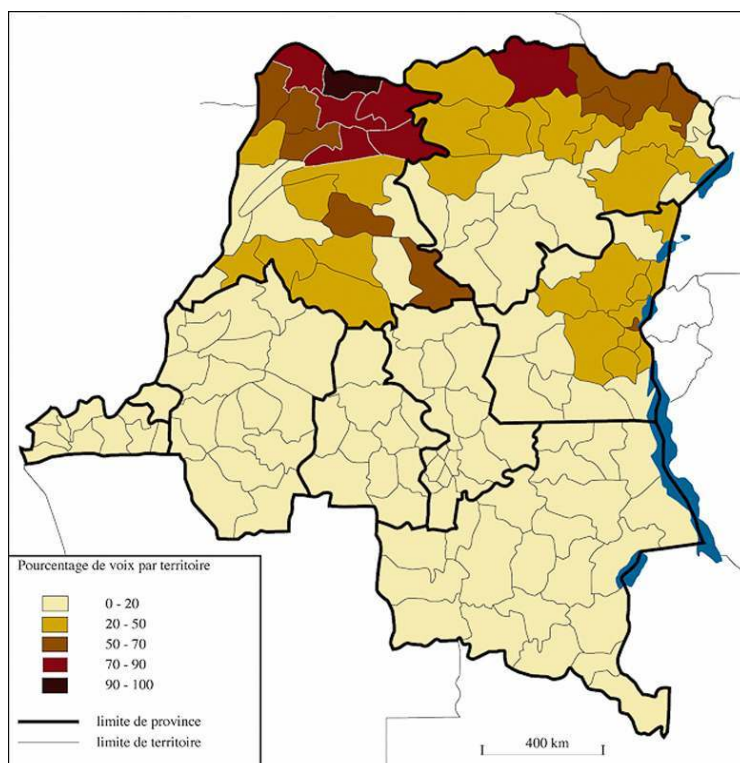 Pourcentage de voix par territoire
0 - 20
20 - 50
50 - 70
70 - 90
90 - 100
limite de province
limite de territoire
400 km